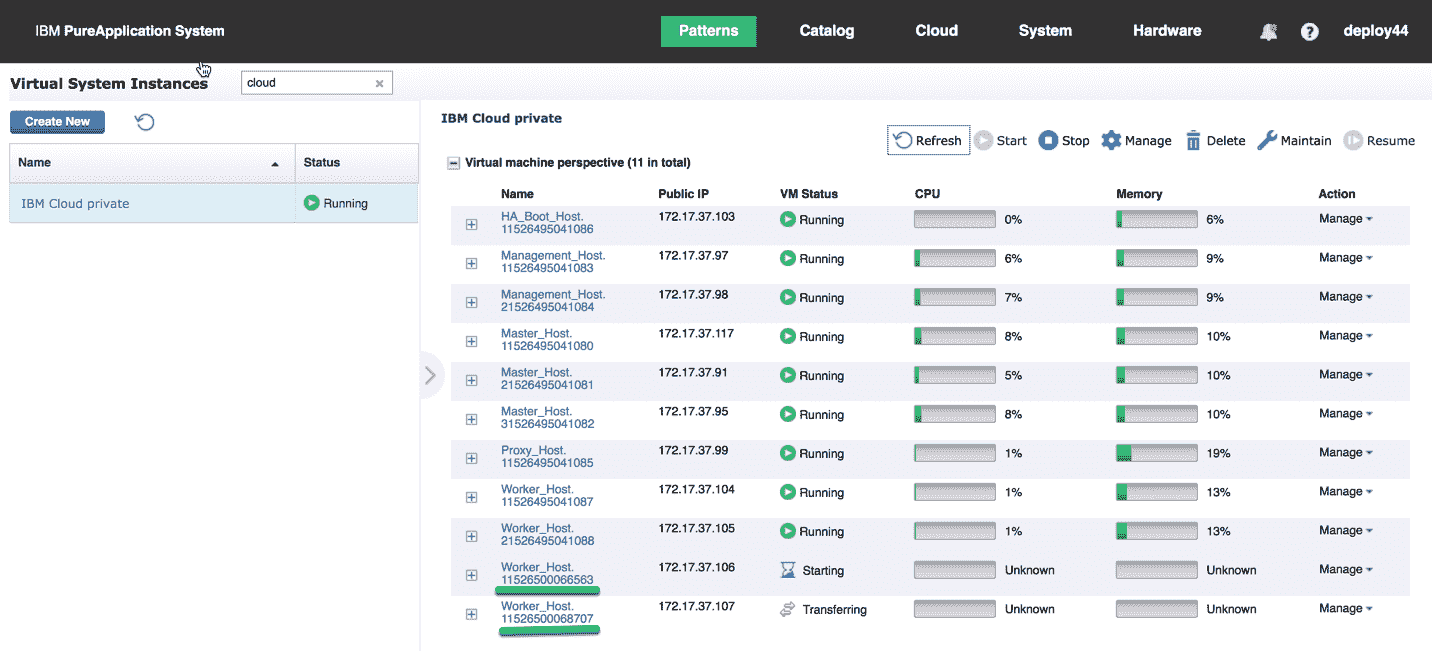 IBM PureApplication System
Patterns
Catalog
Cloud
System
Hardware
?
deploy44
Virtual System Instances
cloud
Create New
Name
Status
IBM Cloud private
Running
IBM Cloud private
Refresh
Start
Stop
Manage
Delete
Maintain
Resume
Virtual machine perspective (11 in total)
Name Public IP VM Status CPU Memory Action
HA_Boot_Host. 172.17.37.103 Running 0% 6% Manage
11526495041086
Management_Host. 172.17.37.97 Running 6% 9% Manage
11526495041083
Management_Host. 172.17.37.98 Running 7% 9% Manage
21526495041084
Master_Host. 172.17.37.117 Running 8% 10% Manage
11526495041080
Master_Host. 172.17.37.91 Running 5% 10% Manage
21526495041081
Master_Host. 172.17.37.95 Running 8% 10% Manage
31526495041082
Proxy_Host. 172.17.37.99 Running 1% 19% Manage
11526495041085
Worker_Host. 172.17.37.104 Running 1% 13% Manage
11526495041087
Worker_Host. 172.17.37.105 Running 1% 13% Manage
21526495041088
Worker_Host. 172.17.37.106 Starting Unknown Unknown Manage
11526500066563
Worker_Host. 172.17.37.107 Transferring Unknown Unknown Manage
11526500068707